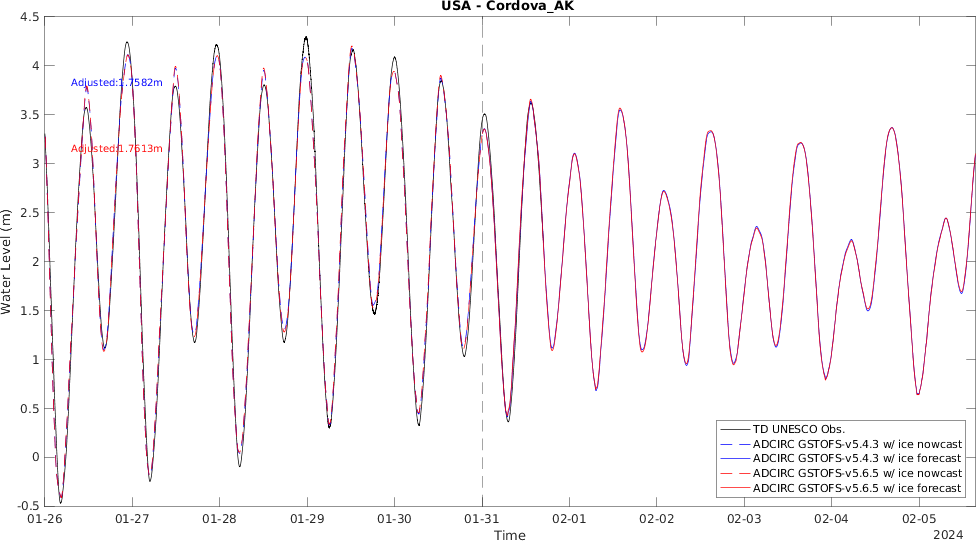 USA - Cordova_AK
4.5
4
3.5
3
2.5
2
1.5
1
0.5
0
-0.5
Water Level (m)
Adjusted:1.7582m
Adjusted:1.7613m
TD UNESCO Obs.
ADCIRC GSTOFS-v5.4.3 w/ ice nowcast
ADCIRC GSTOFS-v5.4.3 w/ ice forecast
ADCIRC GSTOFS-v5.6.5 w/ ice nowcast
ADCIRC GSTOFS-v5.6.5 w/ ice forecast
01-26 01-27 01-28 01-29 01-30 01-31 02-01 02-02 02-03 02-04 02-05
Time
2024